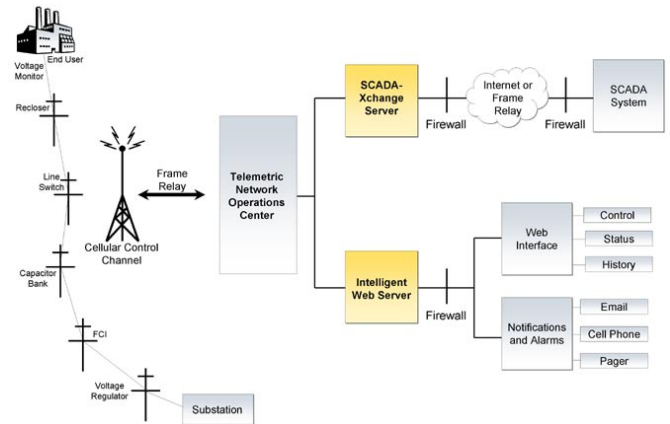 End User
Voltage
Monitor
Recloser
Line
Switch
Capacitor
Bank
FCI
Voltage
Regulator
Substation
Cellular Control
Channel
Frame
Relay
Telemetric
Network
Operations
Center
SCADA-
Xchange
Server
Firewall
Internet or
Frame
Relay
Firewall
SCADA
System
Intelligent
Web Server
Firewall
Web
Interface
Control
Status
History
Notifications
and Alarms
Email
Cell Phone
Pager